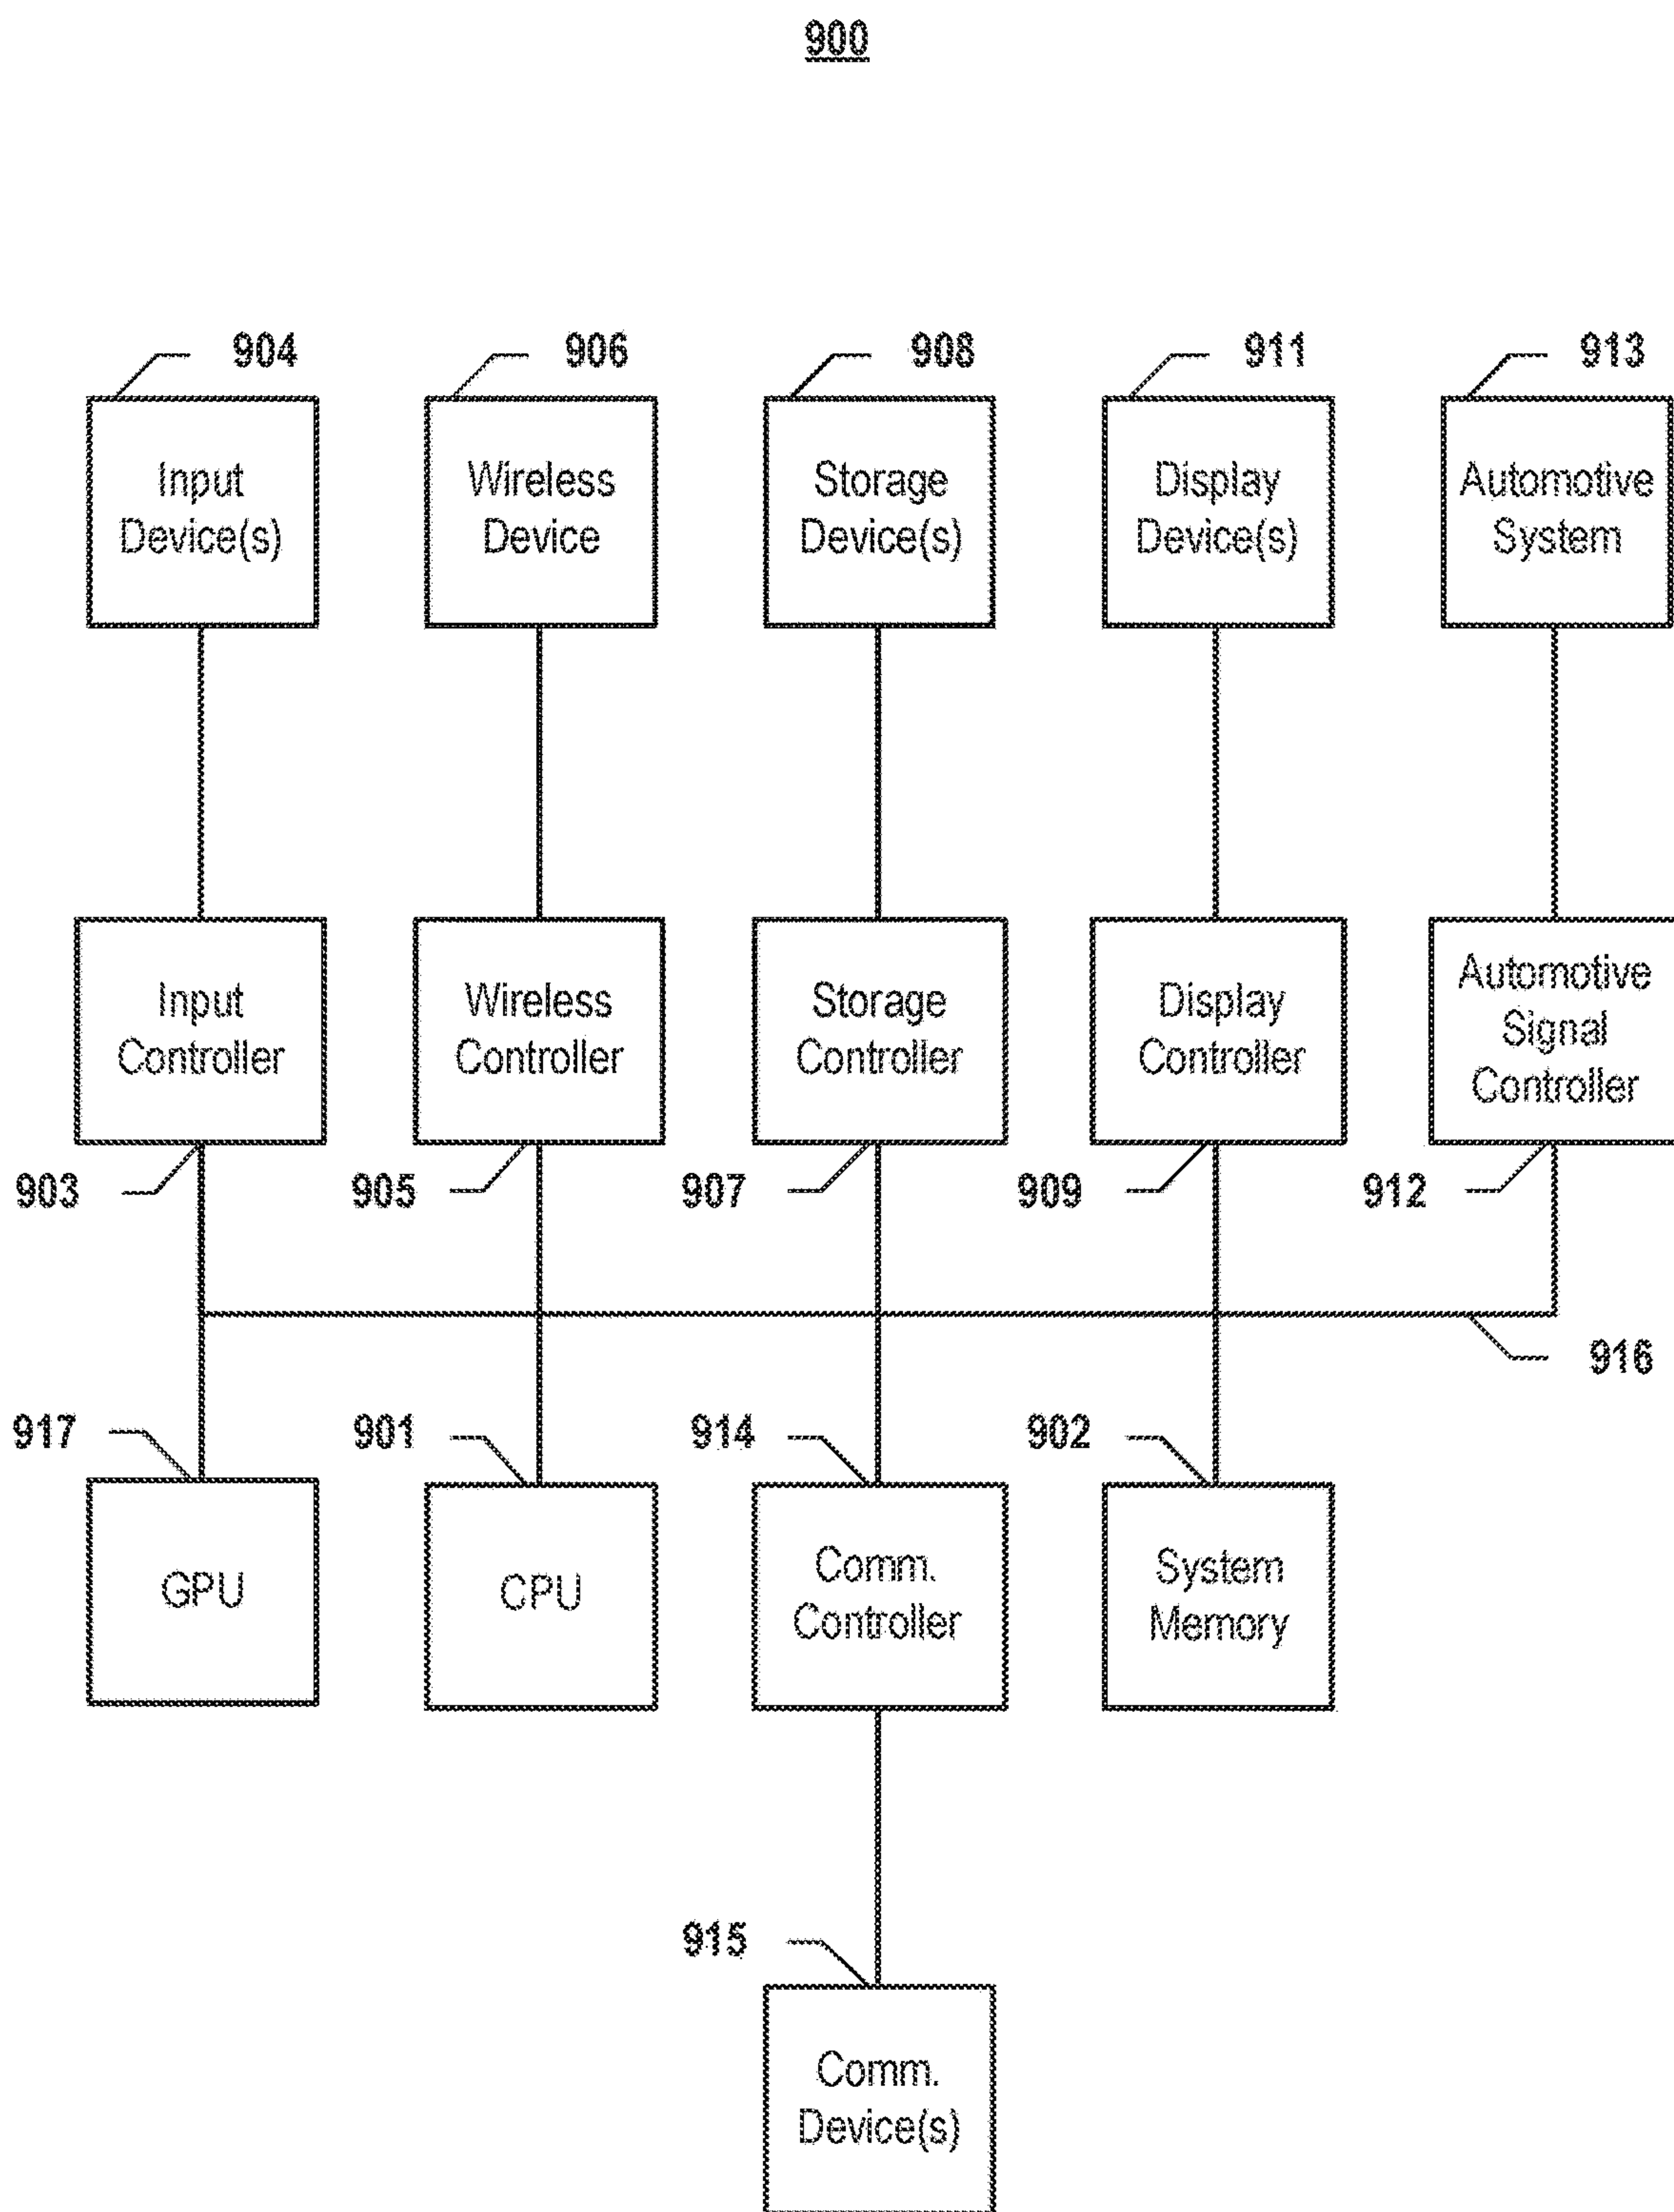 900
904
906
908
911
913
Input
Device(s)
Wireless
Device
Storage
Device(s)
Display
Device(s)
Automotive
System
Input
Controller
Wireless
Controller
Storage
Controller
Display
Controller
Automotive
Signal
Controller
903
905
907
909
912
916
917
901
914
902
GPU
CPU
Comm.
Controller
System
Memory
915
Comm.
Device(s)